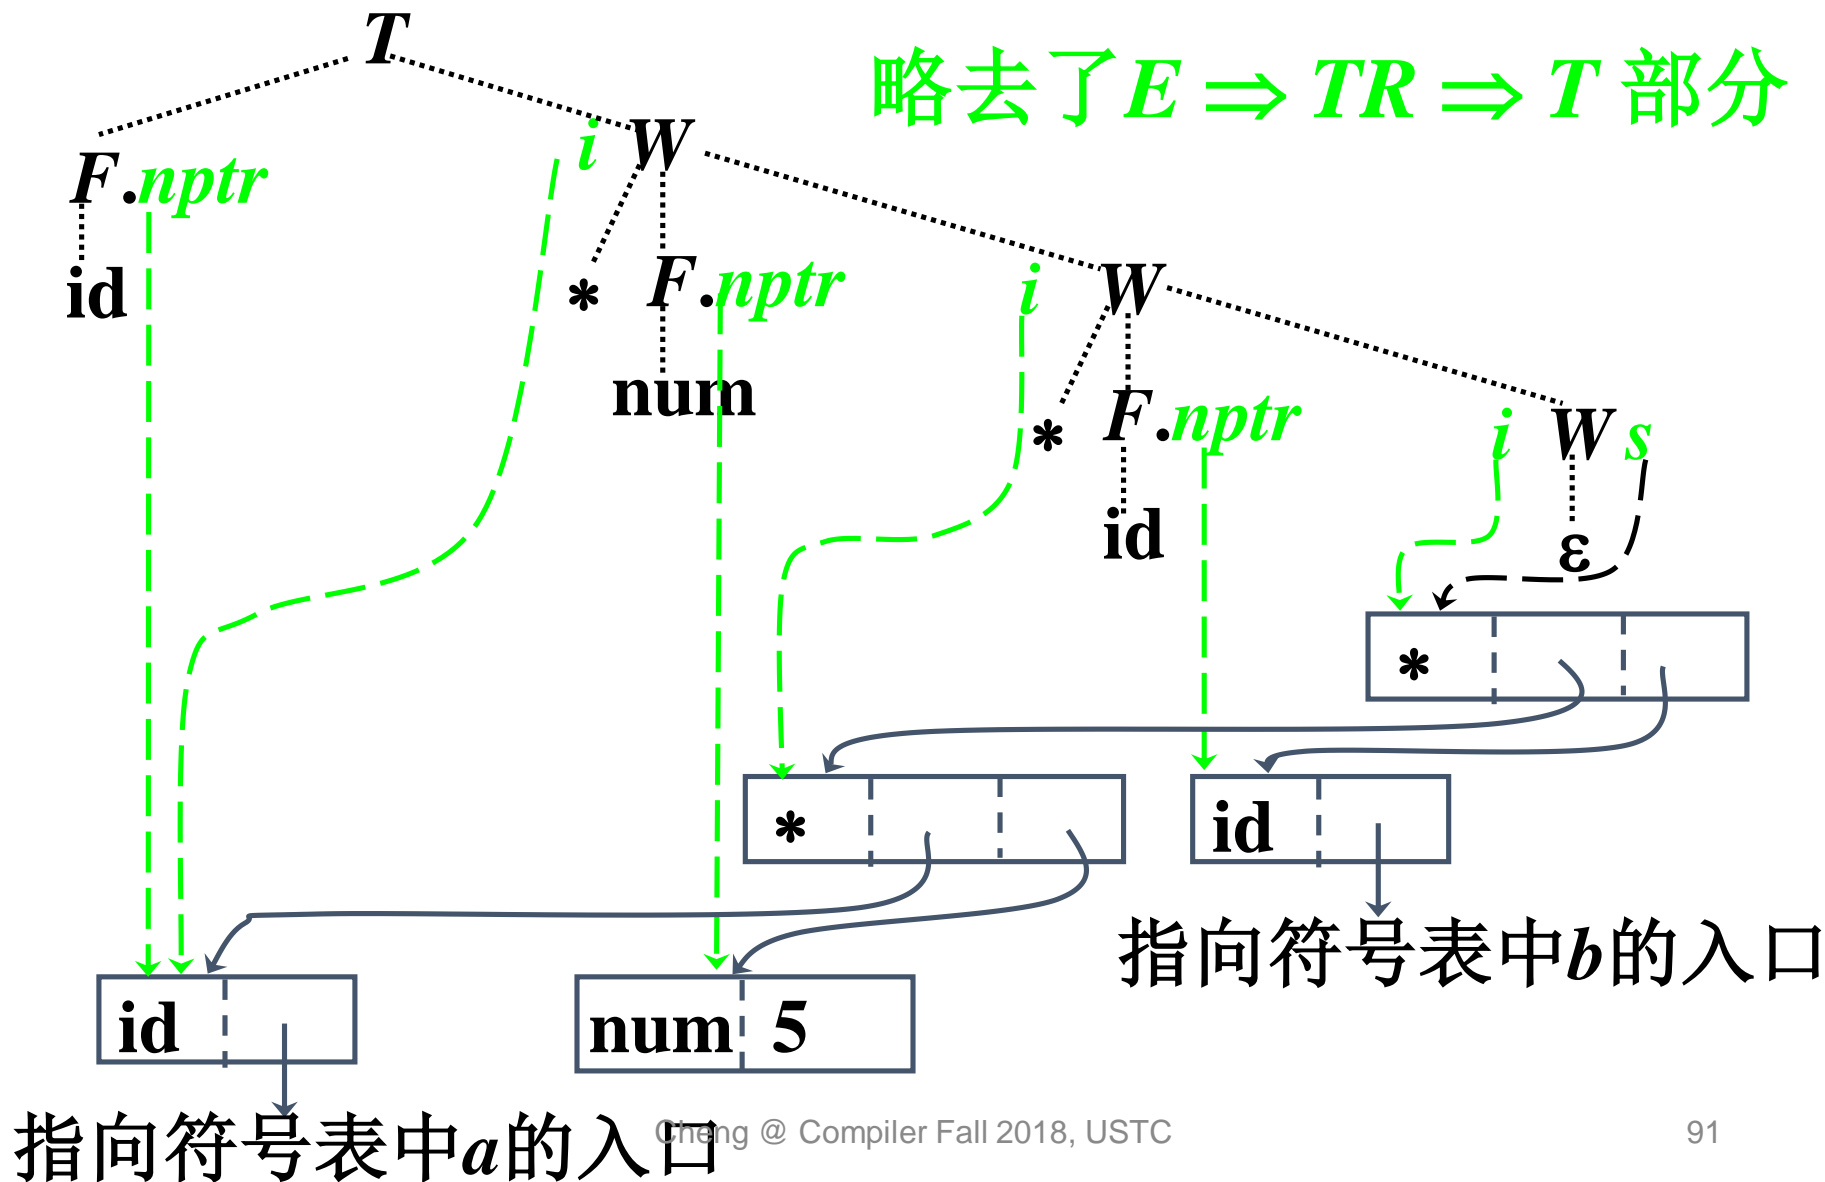 T
略去了E ⇒ TR ⇒ T 部分
i W
F.nptr
id
* F.nptr
i W
num
* F.nptr
i W s
id
ε
*
*
id
指向符号表中b的入口
id
num 5
指向符号表中a的入口
Cheng @ Compiler Fall 2018, USTC
91